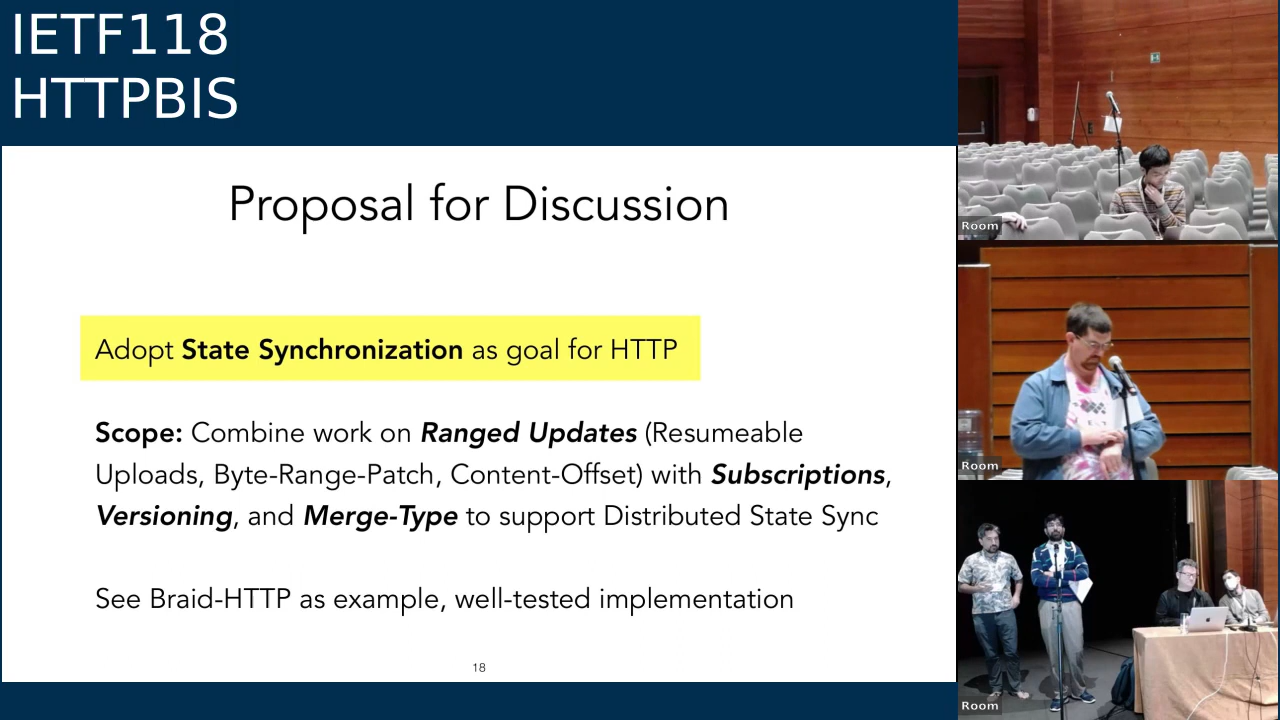 IETF118
HTTPBIS
Proposal for Discussion
Adopt State Synchronization as goal for HTTP
Scope: Combine work on Ranged Updates (Resumeable
Uploads, Byte-Range-Patch, Content-Offset) with Subscriptions,
Versioning, and Merge-Type to support Distributed State Sync
See Braid-HTTP as example, well-tested implementation
18
Room
Room
Room